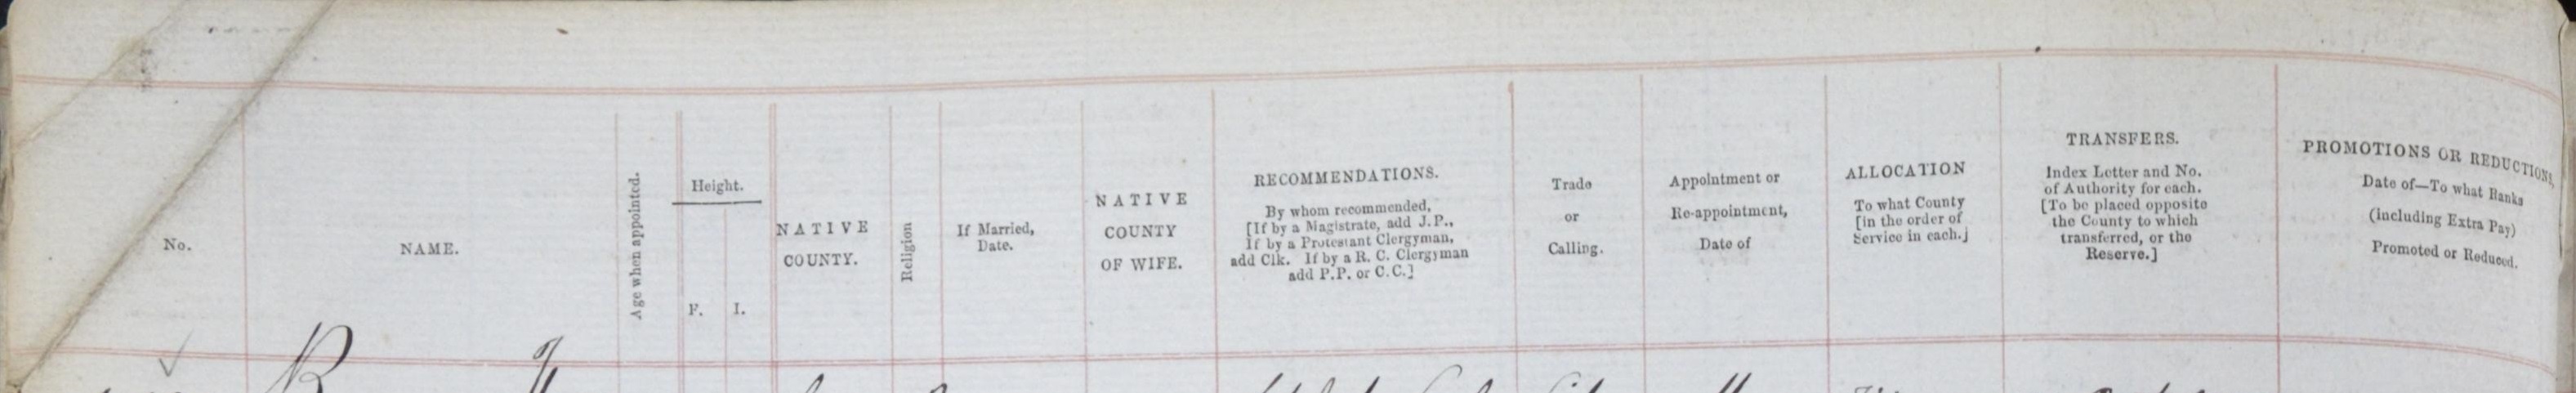 No.
NAME.
Age when appointed.
Height.
F. I.
NATIVE
COUNTY.
Religion
If Married,
Date.
NATIVE
COUNTY
OF WIFE.
RECOMMENDATIONS.
By whom recommended,
[If by a Magistrate, add J.P.,
If by a Protestant Clergyman,
add Clk. If by a R. C. Clergyman
add P.P. or C.C.]
Trade
or
Calling.
Appointment or
Re-appointment,
Date of
ALLOCATION
To what County
[in the order of
Service in each.]
TRANSFERS.
Index Letter and No.
of Authority for each.
[To be placed opposite
the County to which
transferred, or the
Reserve.]
PROMOTIONS OR REDUCTIONS,
Date of—To what Ranks
(including Extra Pay)
Promoted or Reduced.